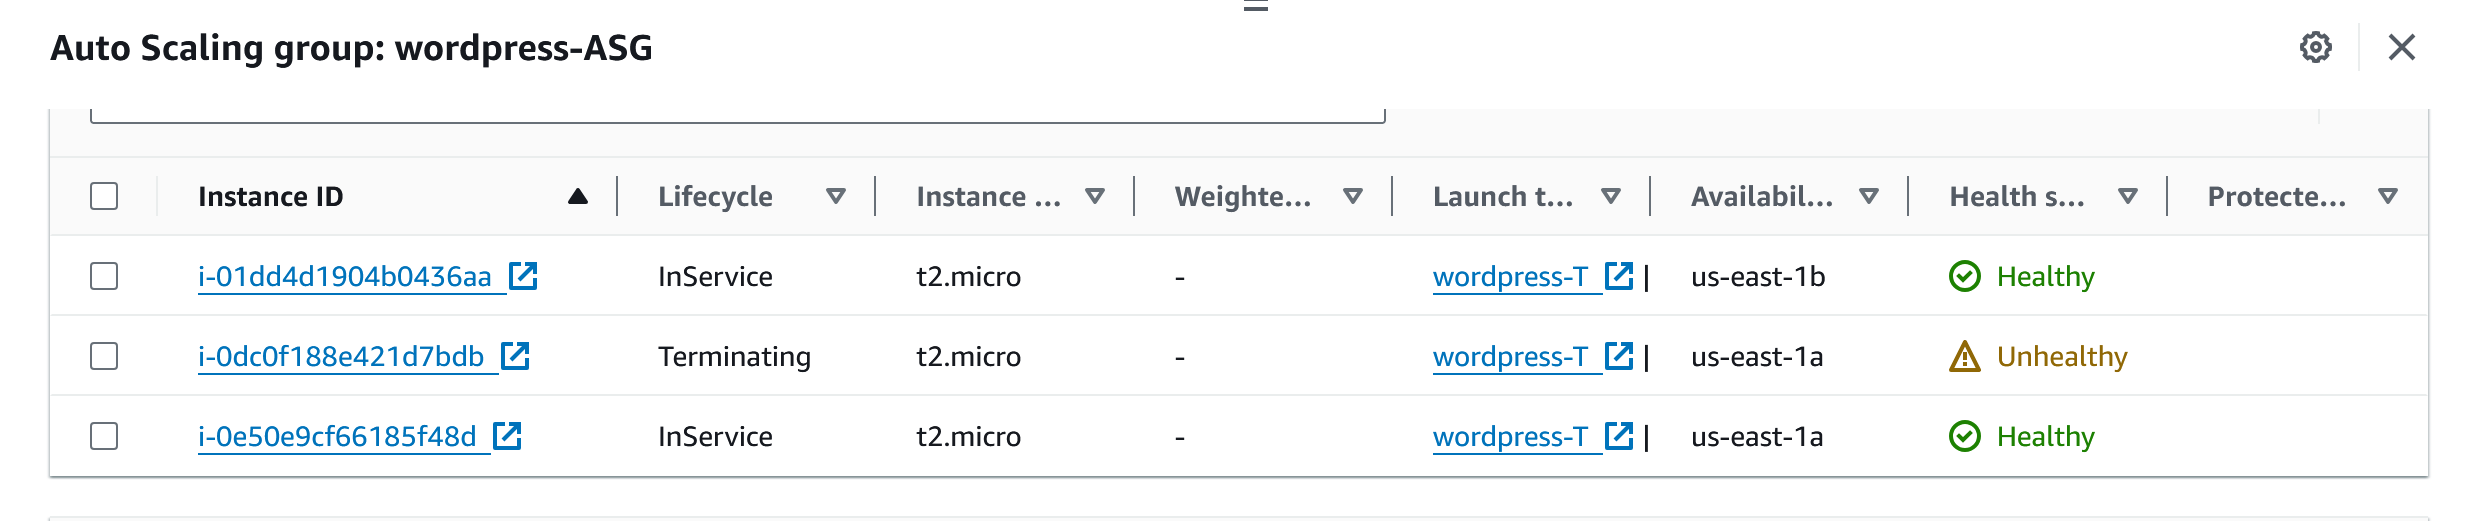 Auto Scaling group: wordpress-ASG
Instance ID Lifecycle Instance ... Weighte... Launch t... Availabil... Health s... Protecte...
i-01dd4d1904b0436aa InService t2.micro - wordpress-T | us-east-1b Healthy
i-0dc0f188e421d7bdb Terminating t2.micro - wordpress-T | us-east-1a Unhealthy
i-0e50e9cf66185f48d InService t2.micro - wordpress-T | us-east-1a Healthy